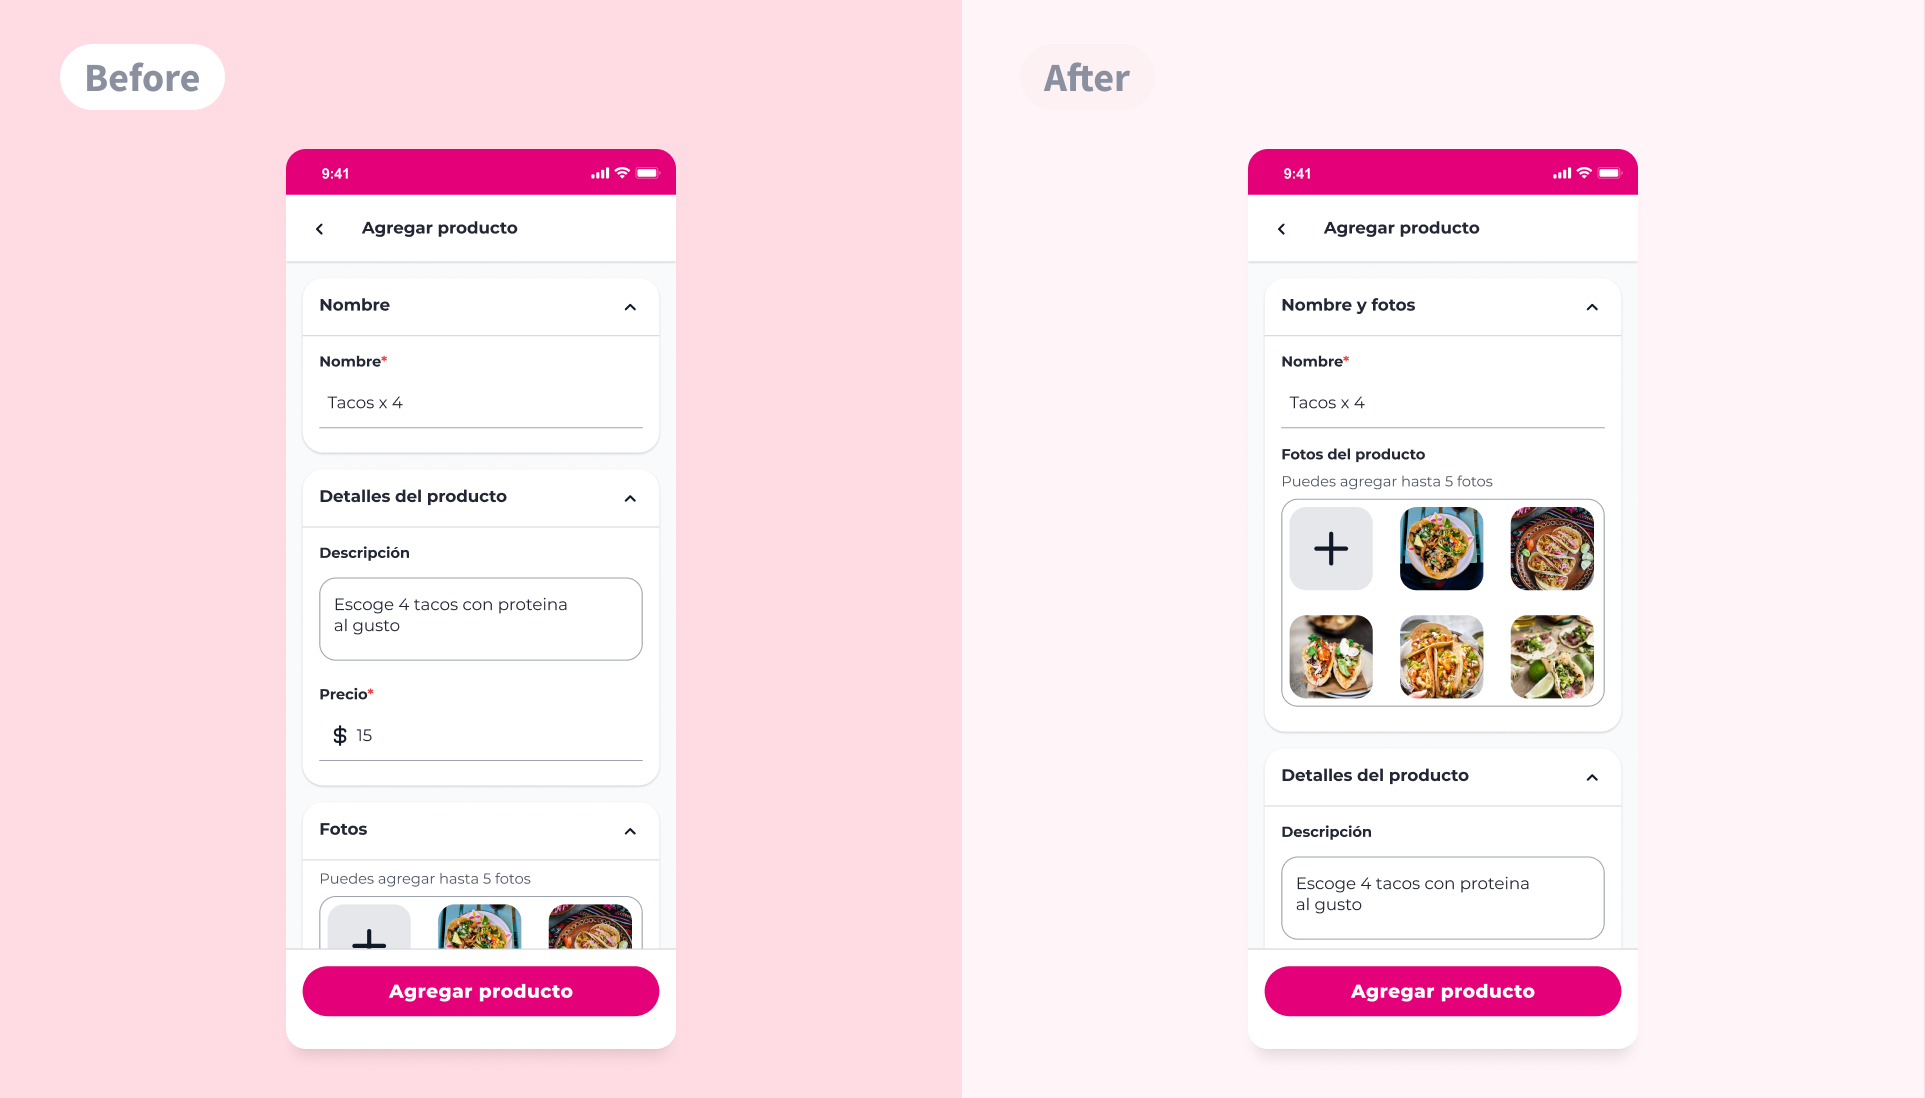 Before
9:41
Agregar producto
Nombre
Nombre*
Tacos x 4
Detalles del producto
Descripción
Escoge 4 tacos con proteina
al gusto
Precio*
$ 15
Fotos
Puedes agregar hasta 5 fotos
Agregar producto
After
9:41
Agregar producto
Nombre y fotos
Nombre*
Tacos x 4
Fotos del producto
Puedes agregar hasta 5 fotos
Detalles del producto
Descripción
Escoge 4 tacos con proteina
al gusto
Agregar producto